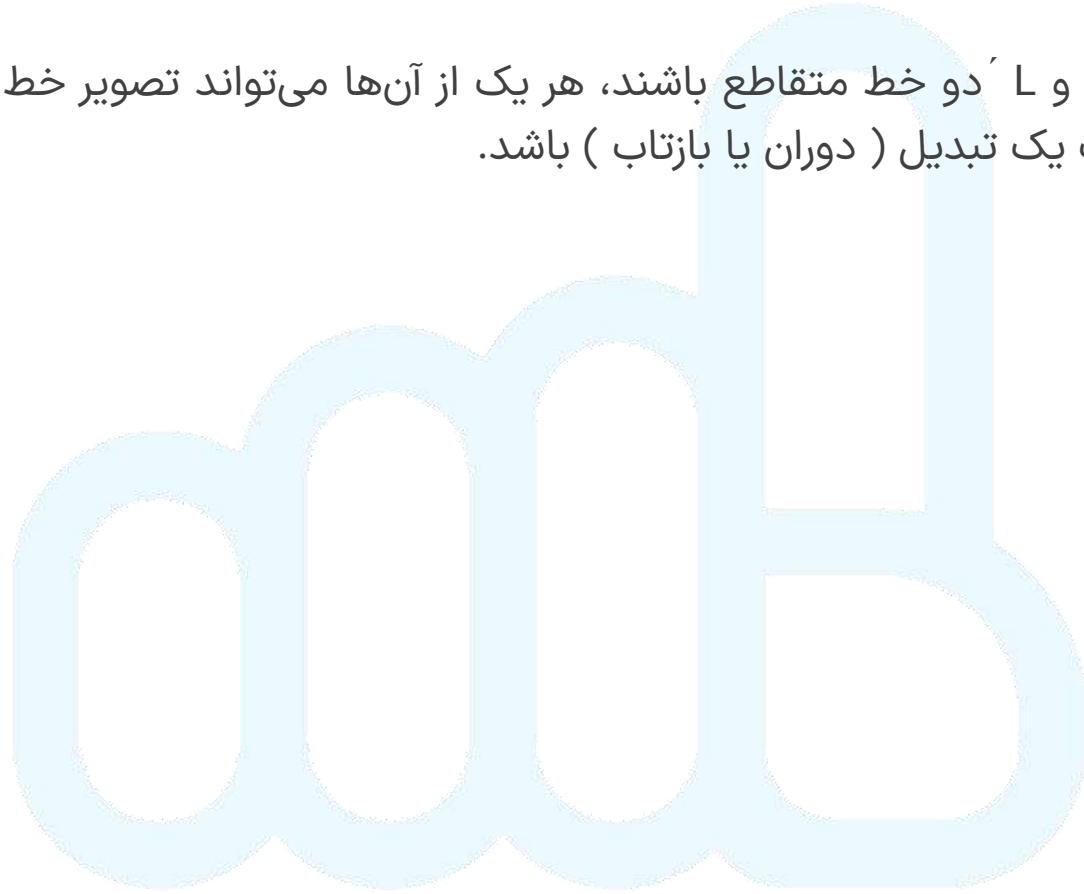 و L ́ دو خط متقاطع باشند، هر یک از آن‌ها می‌تواند تصویر خط
یک تبدیل ( دوران یا بازتاب ) باشد.